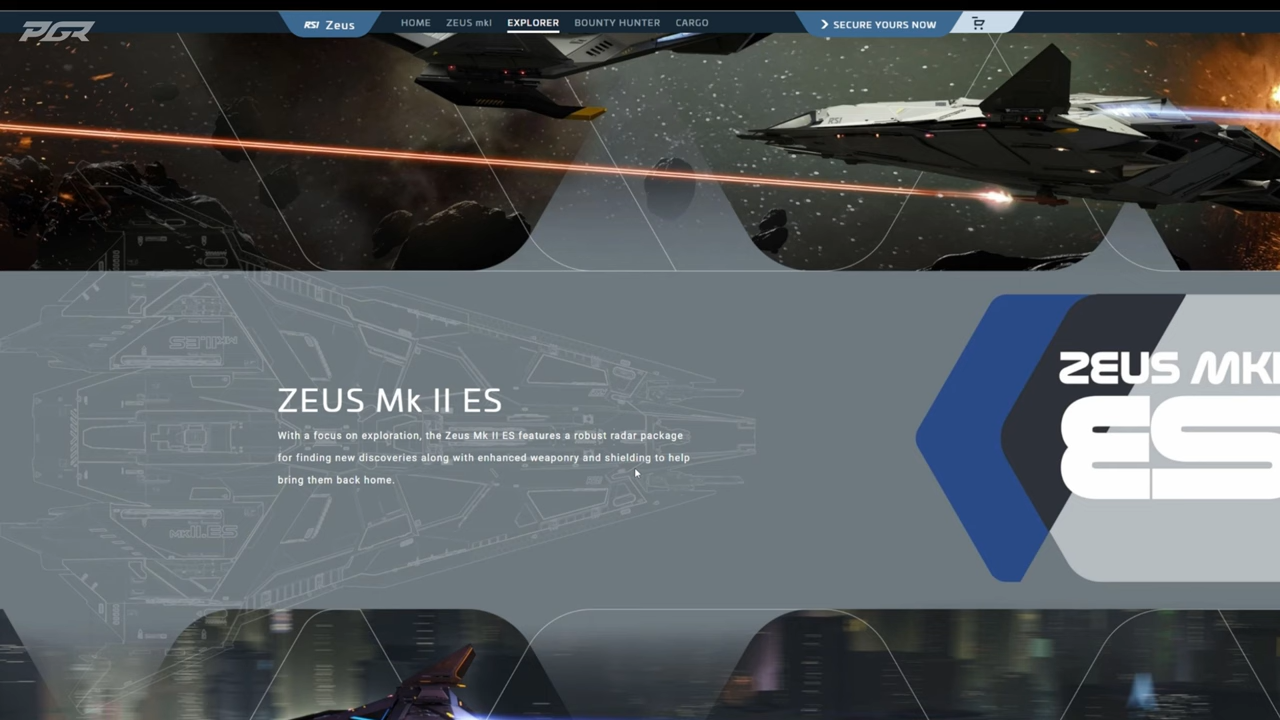 PGR
RSI Zeus
HOME
ZEUS mkI
EXPLORER
BOUNTY HUNTER
CARGO
SECURE YOURS NOW
RSI
ZEUS Mk II ES
With a focus on exploration, the Zeus Mk II ES features a robust radar package
for finding new discoveries along with enhanced weaponry and shielding to help
bring them back home.
ZEUS MKI
ES
MKIIES